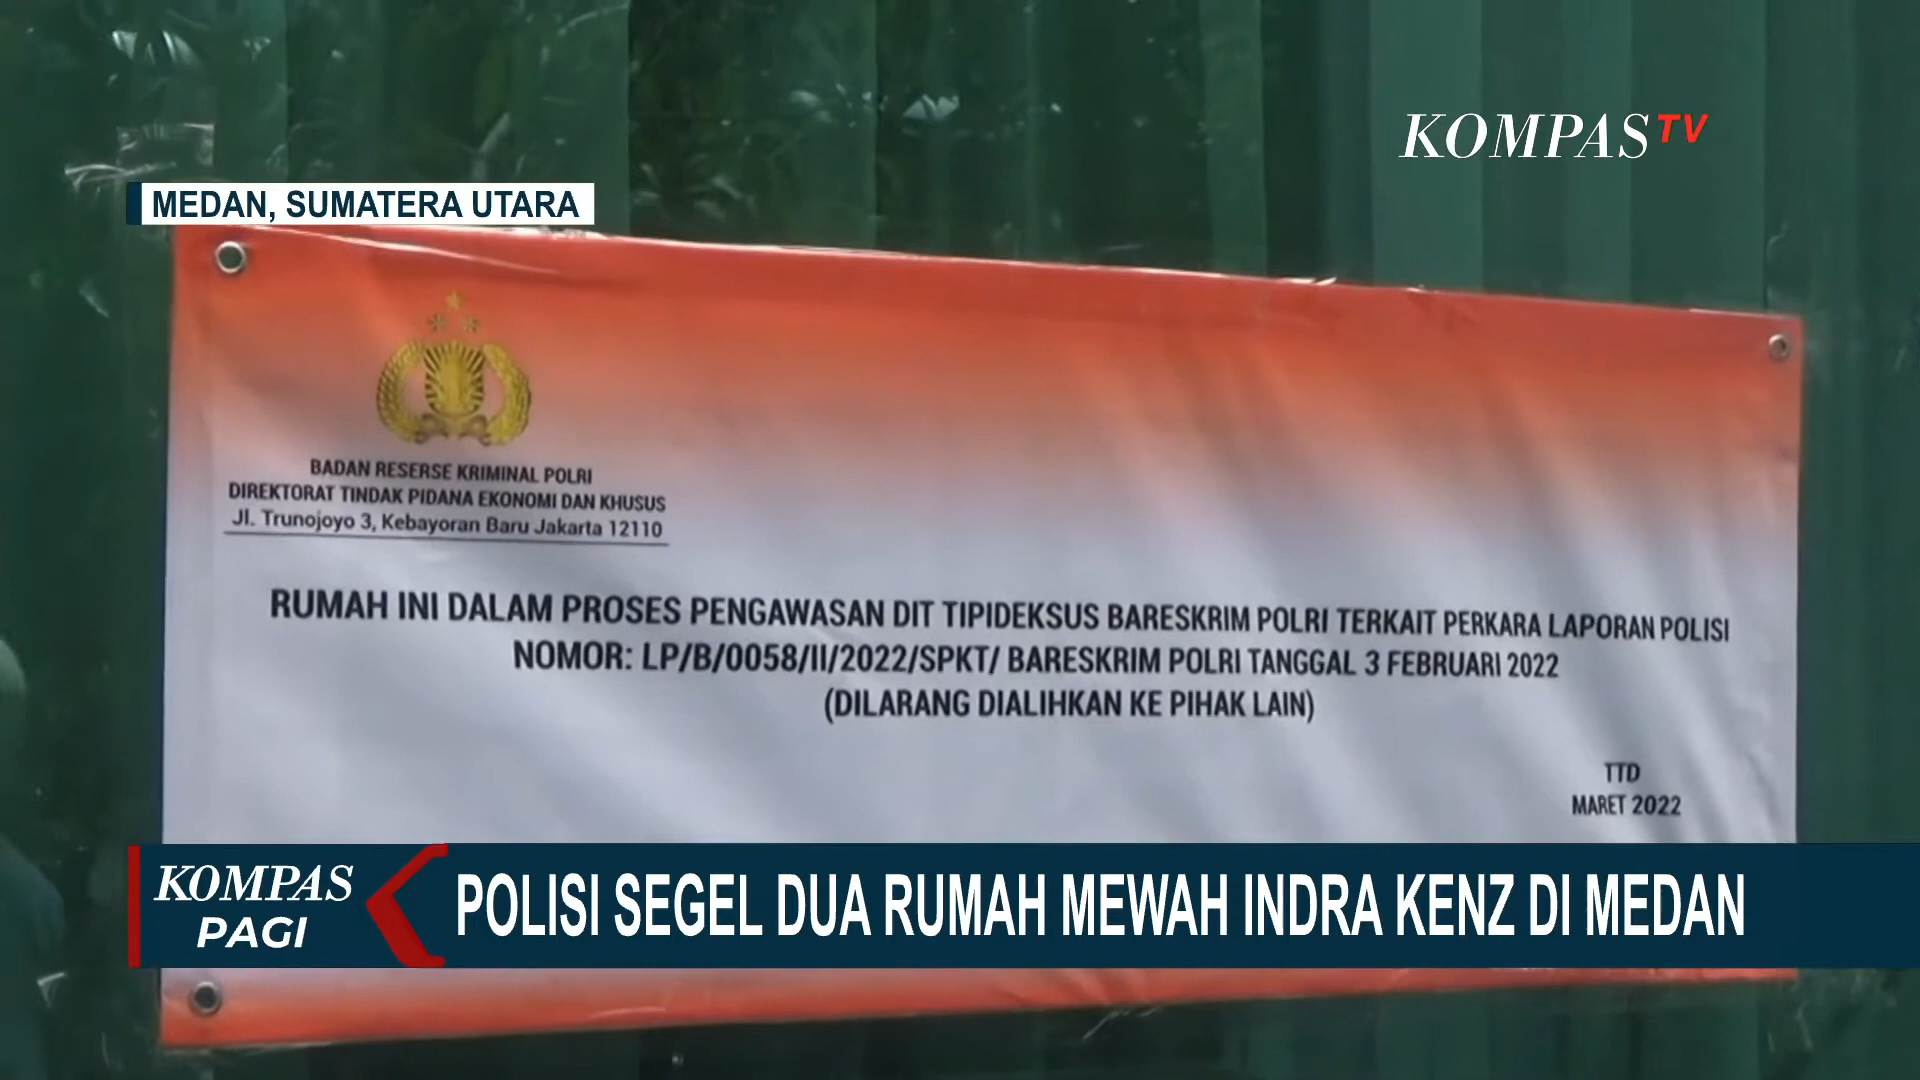 KOMPAS TV
MEDAN, SUMATERA UTARA
BADAN RESERSE KRIMINAL POLRI
DIREKTORAT TINDAK PIDANA EKONOMI DAN KHUSUS
Jl. Trunojoyo 3, Kebayoran Baru Jakarta 12110
RUMAH INI DALAM PROSES PENGAWASAN DIT TIPIDEKSUS BARESKRIM POLRI TERKAIT PERKARA LAPORAN POLISI
NOMOR: LP/B/0058/II/2022/SPKT/ BARESKRIM POLRI TANGGAL 3 FEBRUARI 2022
(DILARANG DIALIHKAN KE PIHAK LAIN)
TTD
MARET 2022
KOMPAS
PAGI
POLISI SEGEL DUA RUMAH MEWAH INDRA KENZ DI MEDAN